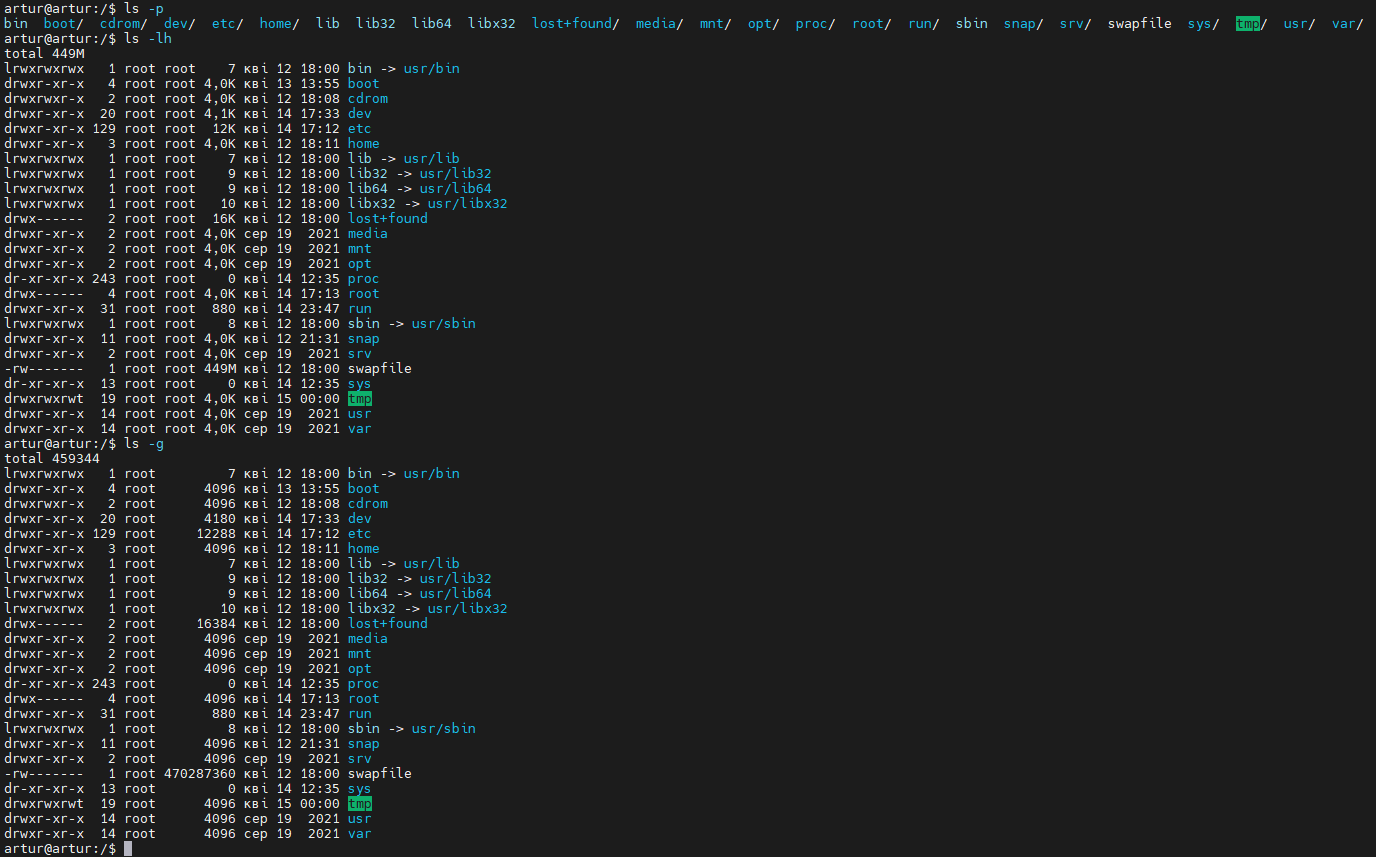 artur@artur:/$ ls -p
bin  boot/  cdrom/  dev/  etc/  home/  lib  lib32  lib64  libx32  lost+found/  media/  mnt/  opt/  proc/  root/  run/  sbin  snap/  srv/  swapfile  sys/  tmp/  usr/  var/
artur@artur:/$ ls -lh
total 449M
lrwxrwxrwx   1 root root    7 кві 12 18:00 bin -> usr/bin
drwxr-xr-x   4 root root 4,0K кві 13 13:55 boot
drwxrwxr-x   2 root root 4,0K кві 12 18:08 cdrom
drwxr-xr-x  20 root root 4,1K кві 14 17:33 dev
drwxr-xr-x 129 root root  12K кві 14 17:12 etc
drwxr-xr-x   3 root root 4,0K кві 12 18:11 home
lrwxrwxrwx   1 root root    7 кві 12 18:00 lib -> usr/lib
lrwxrwxrwx   1 root root    9 кві 12 18:00 lib32 -> usr/lib32
lrwxrwxrwx   1 root root    9 кві 12 18:00 lib64 -> usr/lib64
lrwxrwxrwx   1 root root   10 кві 12 18:00 libx32 -> usr/libx32
drwx------   2 root root  16K кві 12 18:00 lost+found
drwxr-xr-x   2 root root 4,0K сер 19  2021 media
drwxr-xr-x   2 root root 4,0K сер 19  2021 mnt
drwxr-xr-x   2 root root 4,0K сер 19  2021 opt
dr-xr-xr-x 243 root root    0 кві 14 12:35 proc
drwx------   4 root root 4,0K кві 14 17:13 root
drwxr-xr-x  31 root root  880 кві 14 23:47 run
lrwxrwxrwx   1 root root    8 кві 12 18:00 sbin -> usr/sbin
drwxr-xr-x  11 root root 4,0K кві 12 21:31 snap
drwxr-xr-x   2 root root 4,0K сер 19  2021 srv
-rw-------   1 root root 449M кві 12 18:00 swapfile
dr-xr-xr-x  13 root root    0 кві 14 12:35 sys
drwxrwxrwt  19 root root 4,0K кві 15 00:00 tmp
drwxr-xr-x  14 root root 4,0K сер 19  2021 usr
drwxr-xr-x  14 root root 4,0K сер 19  2021 var
artur@artur:/$ ls -g
total 459344
lrwxrwxrwx   1 root         7 кві 12 18:00 bin -> usr/bin
drwxr-xr-x   4 root      4096 кві 13 13:55 boot
drwxrwxr-x   2 root      4096 кві 12 18:08 cdrom
drwxr-xr-x  20 root      4180 кві 14 17:33 dev
drwxr-xr-x 129 root     12288 кві 14 17:12 etc
drwxr-xr-x   3 root      4096 кві 12 18:11 home
lrwxrwxrwx   1 root         7 кві 12 18:00 lib -> usr/lib
lrwxrwxrwx   1 root         9 кві 12 18:00 lib32 -> usr/lib32
lrwxrwxrwx   1 root         9 кві 12 18:00 lib64 -> usr/lib64
lrwxrwxrwx   1 root        10 кві 12 18:00 libx32 -> usr/libx32
drwx------   2 root     16384 кві 12 18:00 lost+found
drwxr-xr-x   2 root      4096 сер 19  2021 media
drwxr-xr-x   2 root      4096 сер 19  2021 mnt
drwxr-xr-x   2 root      4096 сер 19  2021 opt
dr-xr-xr-x 243 root         0 кві 14 12:35 proc
drwx------   4 root      4096 кві 14 17:13 root
drwxr-xr-x  31 root       880 кві 14 23:47 run
lrwxrwxrwx   1 root         8 кві 12 18:00 sbin -> usr/sbin
drwxr-xr-x  11 root      4096 кві 12 21:31 snap
drwxr-xr-x   2 root      4096 сер 19  2021 srv
-rw-------   1 root 470287360 кві 12 18:00 swapfile
dr-xr-xr-x  13 root         0 кві 14 12:35 sys
drwxrwxrwt  19 root      4096 кві 15 00:00 tmp
drwxr-xr-x  14 root      4096 сер 19  2021 usr
drwxr-xr-x  14 root      4096 сер 19  2021 var
artur@artur:/$